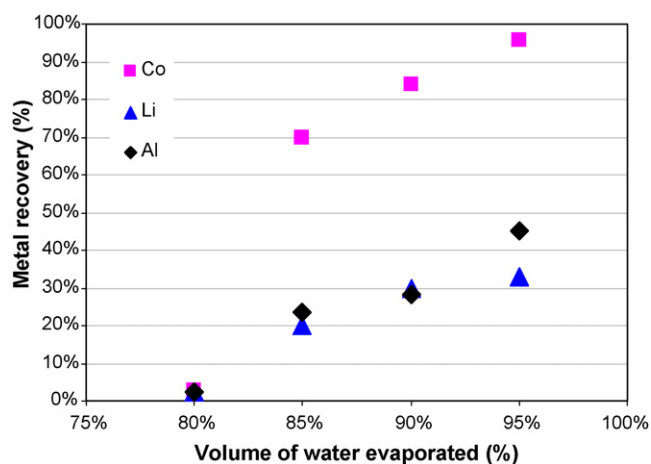 100%
90%
80%
70%
60%
50%
40%
30%
20%
10%
0%
Metal recovery (%)
Co
Li
Al
75% 80% 85% 90% 95% 100%
Volume of water evaporated (%)